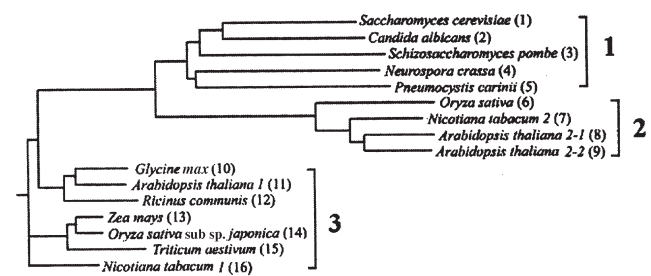 Saccharomyces cerevisiae (1)
Candida albicans (2)
Schizosaccharomyces pombe (3)
Neurospora crassa (4)
Pneumocystis carinii (5)
1
Oryza sativa (6)
Nicotiana tabacum 2 (7)
Arabidopsis thaliana 2-1 (8)
Arabidopsis thaliana 2-2 (9)
2
Glycine max (10)
Arabidopsis thaliana 1 (11)
Ricinus communis (12)
Zea mays (13)
Oryza sativa sub sp. japonica (14)
Triticum aestivum (15)
Nicotiana tabacum 1 (16)
3